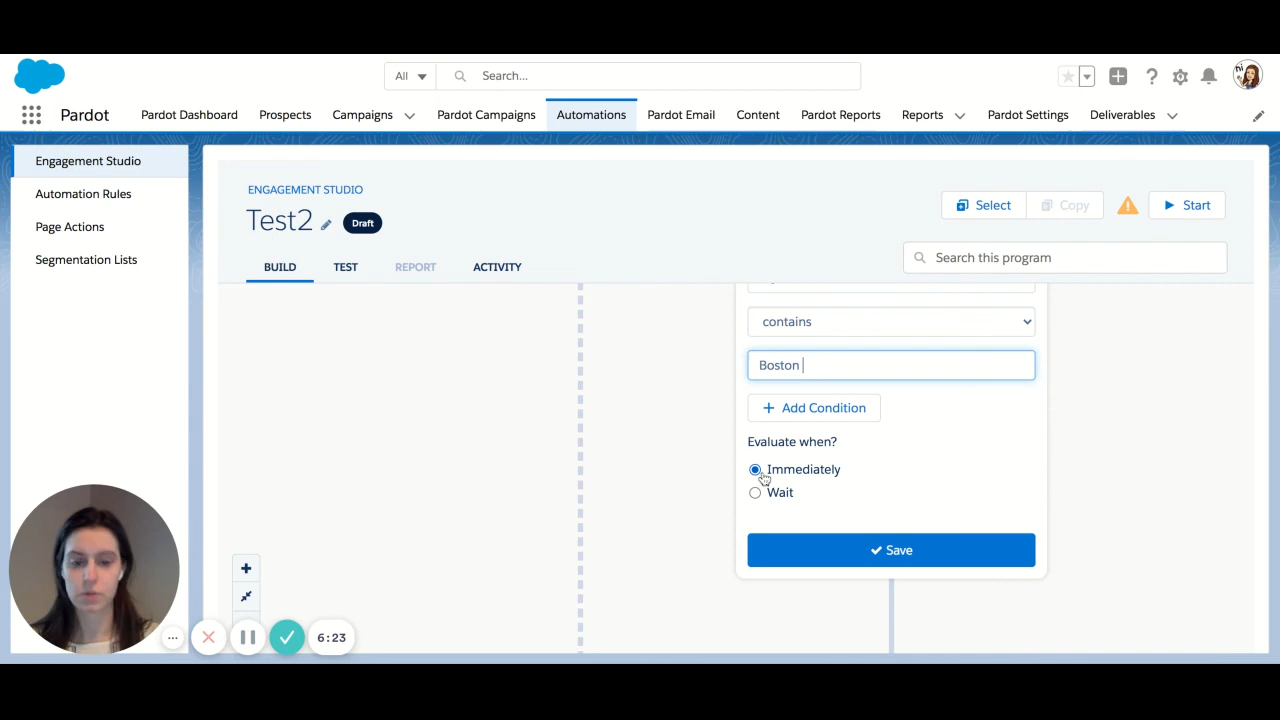 All
Search...
hi
Pardot
Pardot Dashboard
Prospects
Campaigns
Pardot Campaigns
Automations
Pardot Email
Content
Pardot Reports
Reports
Pardot Settings
Deliverables
Engagement Studio
Automation Rules
Page Actions
Segmentation Lists
ENGAGEMENT STUDIO
Test2
Draft
Select
Copy
Start
BUILD
TEST
REPORT
ACTIVITY
Search this program
contains
Boston
+ Add Condition
Evaluate when?
Immediately
Wait
Save
6:23